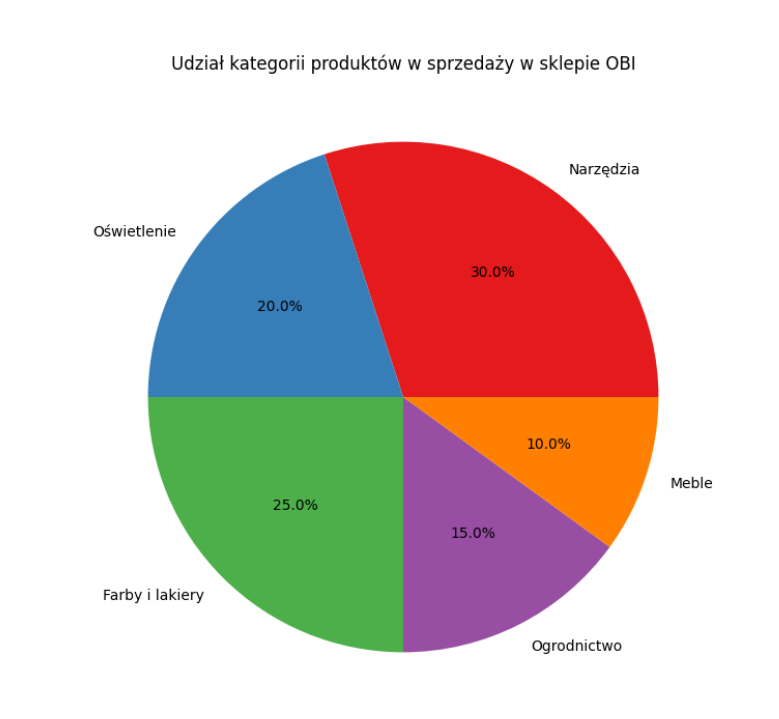 Udział kategorii produktów w sprzedaży w sklepie OBI
Narzędzia
Oświetlenie
30.0%
20.0%
10.0%
Meble
25.0%
15.0%
Farby i lakiery
Ogrodnictwo